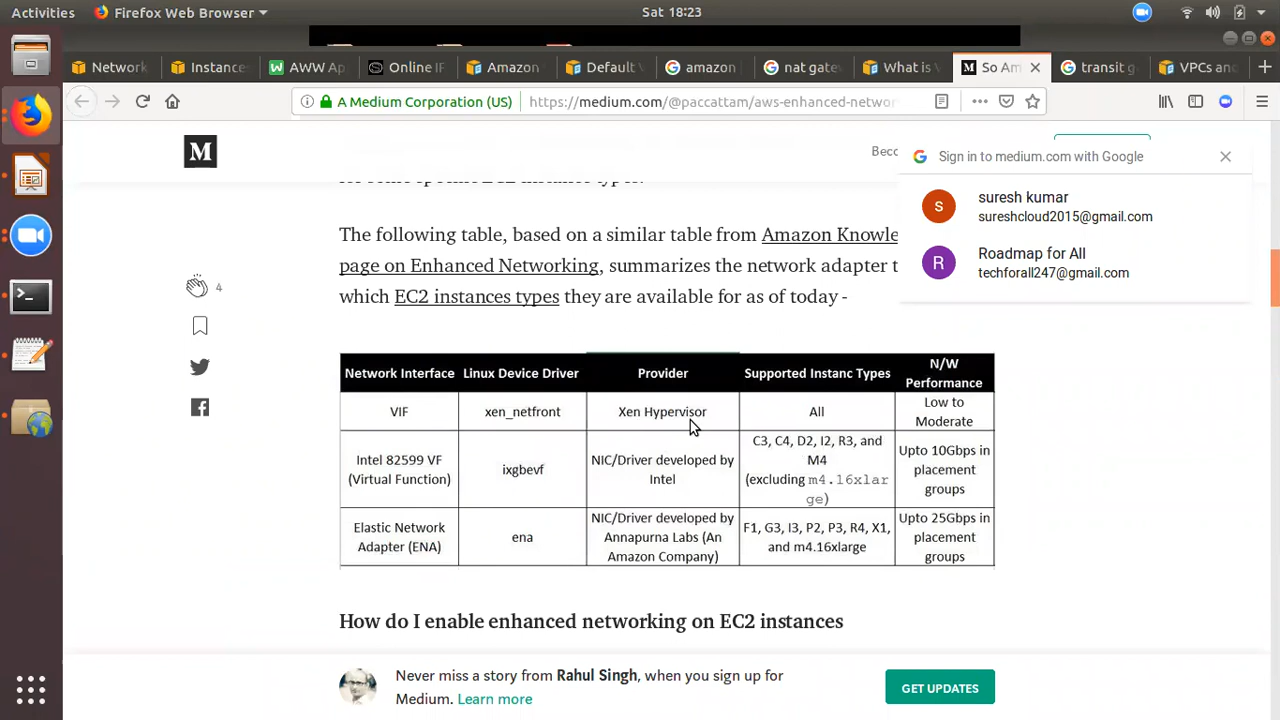 Activities
Firefox Web Browser
Sat 18:23
Network
Instance
AWW Ap
Online IF
Amazon
Default
amazon
nat gate
What is
So Am
transit g
VPCs and
A Medium Corporation (US)
https://medium.com/@paccattam/aws-enhanced-networ
M
Sign in to medium.com with Google
S
suresh kumar
sureshcloud2015@gmail.com
R
Roadmap for All
techforall247@gmail.com
The following table, based on a similar table from Amazon Knowle
page on Enhanced Networking, summarizes the network adapter t
which EC2 instances types they are available for as of today -
4
Network Interface Linux Device Driver Provider Supported Instanc Types N/W Performance
VIF xen_netfront Xen Hypervisor All Low to Moderate
Intel 82599 VF (Virtual Function) ixgbevf NIC/Driver developed by Intel C3, C4, D2, I2, R3, and M4 (excluding m4.16xlarge) Upto 10Gbps in placement groups
Elastic Network Adapter (ENA) ena NIC/Driver developed by Annapurna Labs (An Amazon Company) F1, G3, I3, P2, P3, R4, X1, and m4.16xlarge Upto 25Gbps in placement groups
How do I enable enhanced networking on EC2 instances
Never miss a story from Rahul Singh, when you sign up for
Medium. Learn more
GET UPDATES